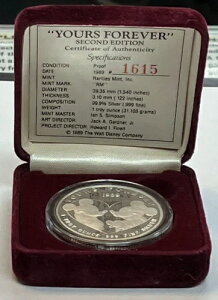 "YOURS FOREVER"
SECOND EDITION
Certificate of Authenticity
Specifications
CONDITION Proof
DATE 1989 # 1615
MINT Rarities Mint, Inc.
MINT MARK "RM"
DIAMETER 39.35 mm (1.540 inches)
THICKNESS 3.10 mm (.122 inches)
COMPOSITION 99.9% Silver (.999 fine)
WEIGHT 1 troy ounce (31.103 grams)
MINT MASTER Ian S. Simpson
ART DIRECTOR Jack A. Gardner, Jr.
PROJECT DIRECTOR Howard I. Floan
© 1989 The Walt Disney Company